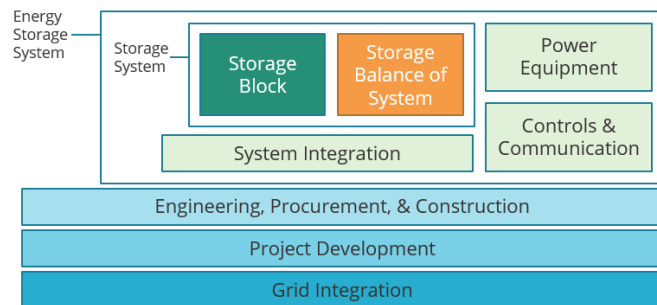 Energy
Storage
System
Storage
System
Storage
Block
Storage
Balance of
System
Power
Equipment
Controls &
Communication
System Integration
Engineering, Procurement, & Construction
Project Development
Grid Integration